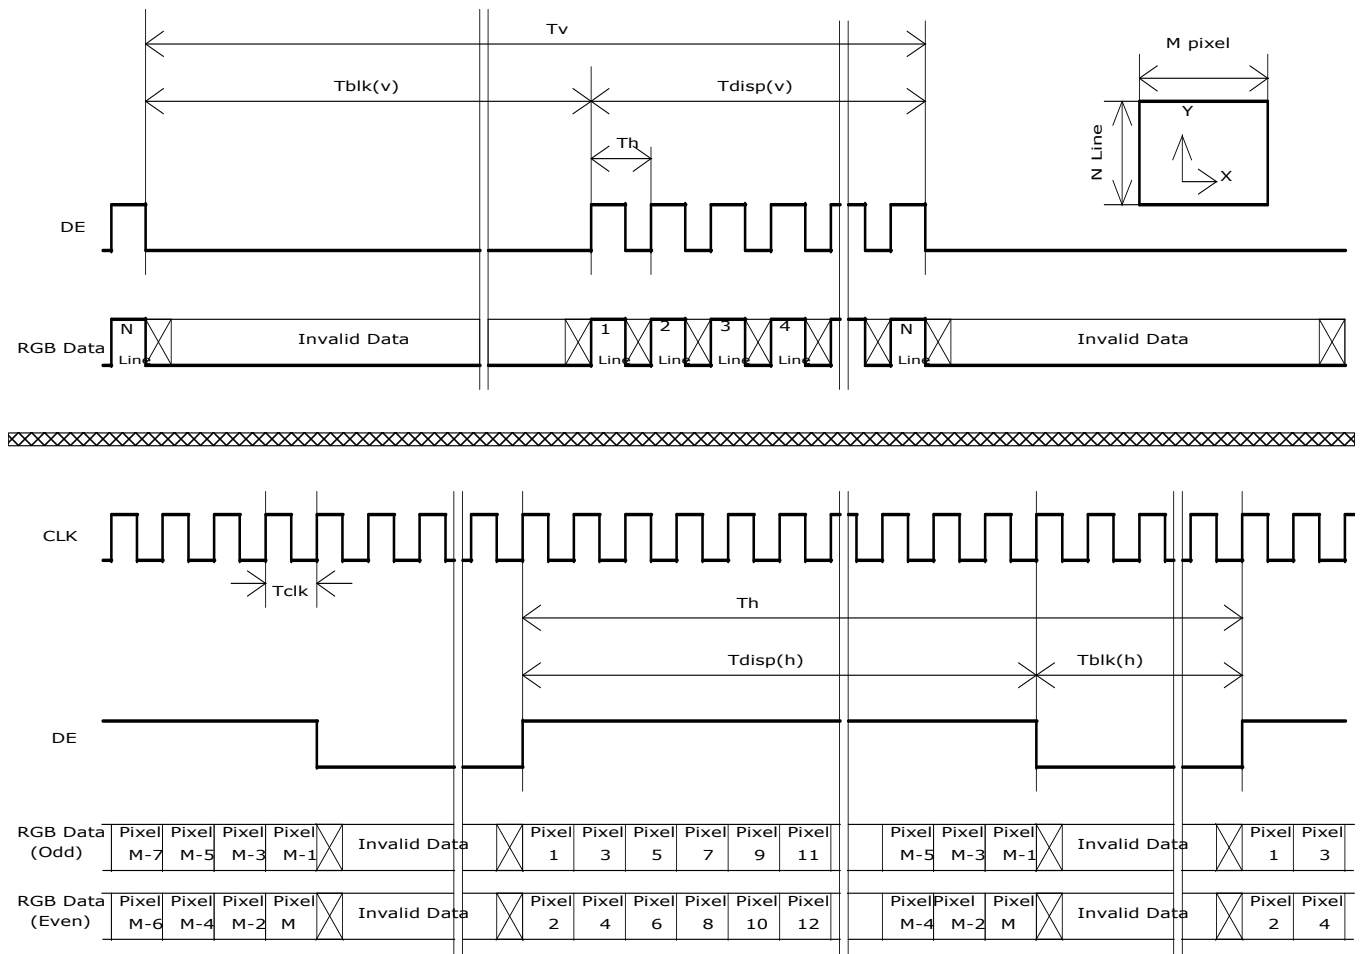 Tv
M pixel
Tblk(v) Tdisp(v)
Th
N Line
Y
X
DE
RGB Data
N Line Invalid Data 1 Line 2 Line 3 Line 4 Line N Line Invalid Data
CLK
Tclk
Th
Tdisp(h) Tblk(h)
DE
RGB Data (Odd)
Pixel M-7 Pixel M-5 Pixel M-3 Pixel M-1 Invalid Data Pixel 1 Pixel 3 Pixel 5 Pixel 7 Pixel 9 Pixel 11 Pixel M-5 Pixel M-3 Pixel M-1 Invalid Data Pixel 1 Pixel 3
RGB Data (Even)
Pixel M-6 Pixel M-4 Pixel M-2 Pixel M Invalid Data Pixel 2 Pixel 4 Pixel 6 Pixel 8 Pixel 10 Pixel 12 Pixel M-4 Pixel M-2 Pixel M Invalid Data Pixel 2 Pixel 4